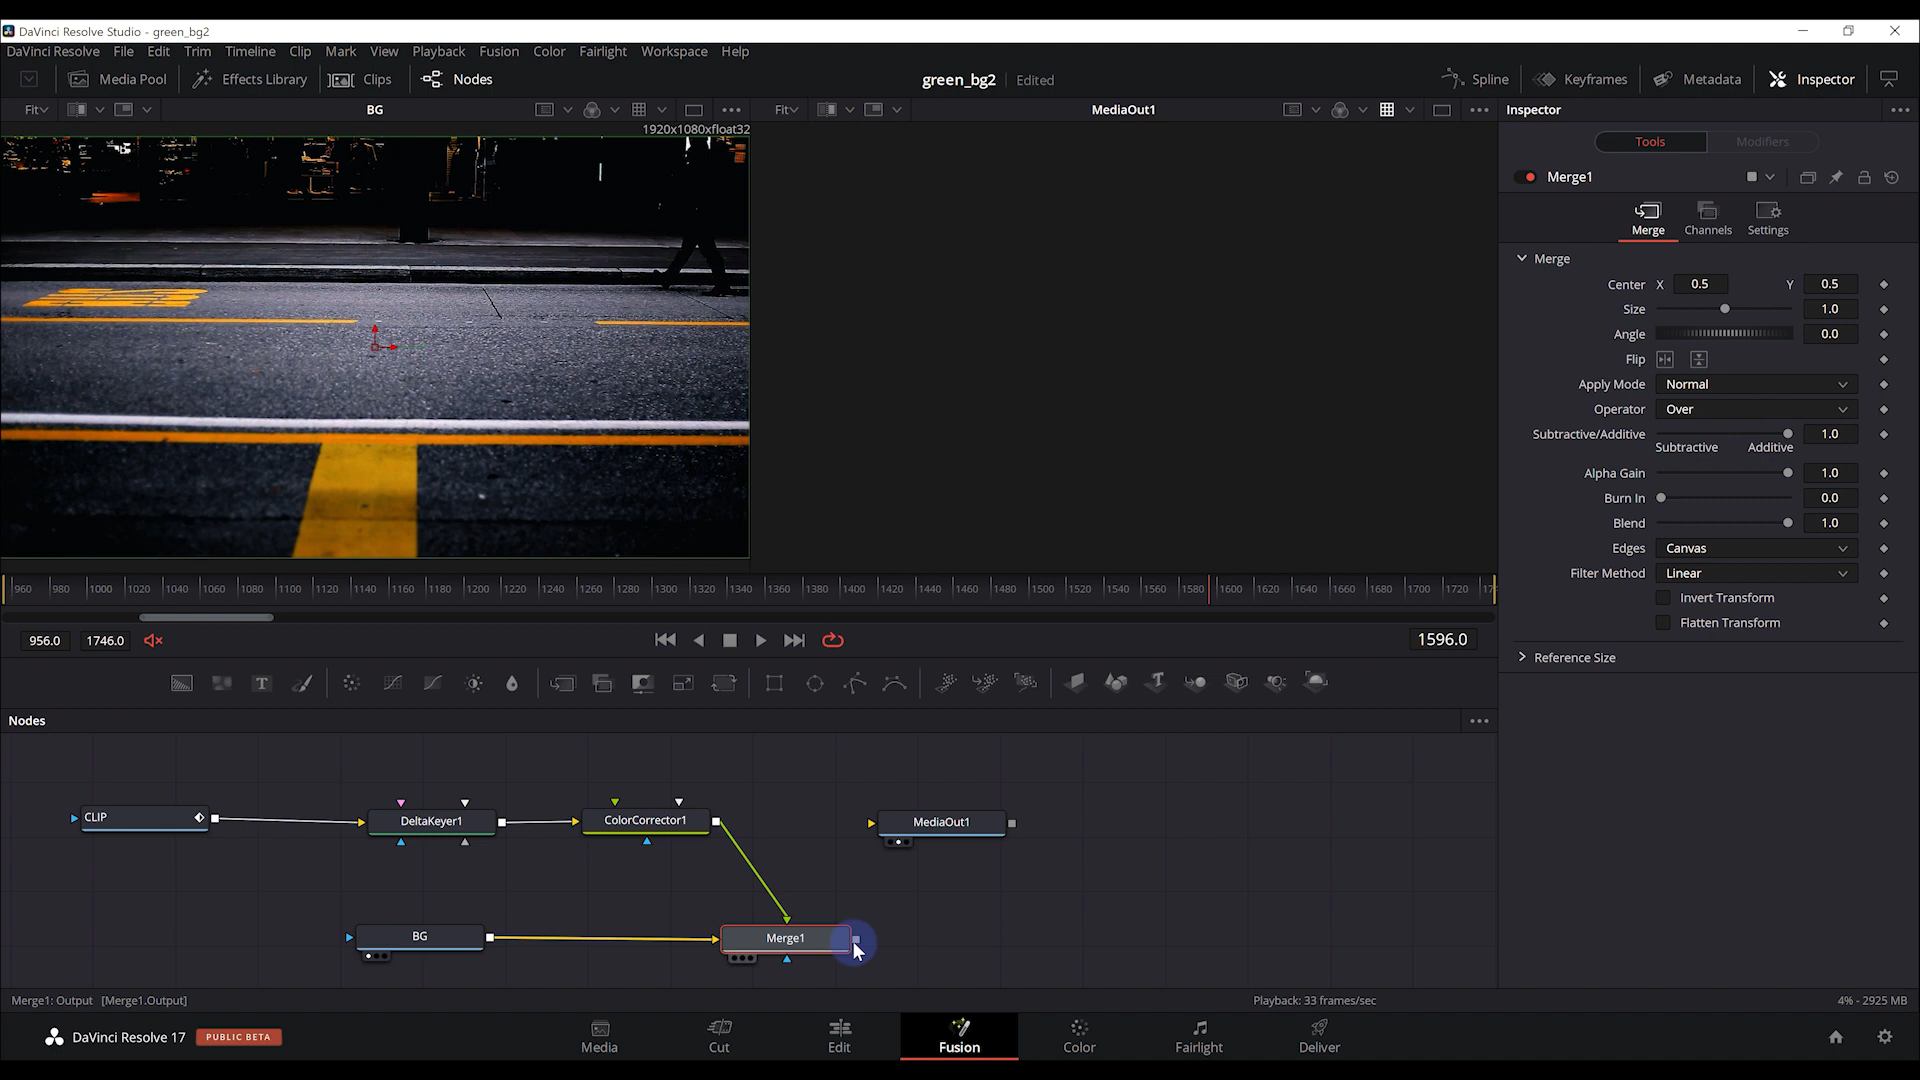 DaVinci Resolve Studio - green_bg2
DaVinci Resolve File Edit Trim Timeline Clip Mark View Playback Fusion Color Fairlight Workspace Help
Media Pool Effects Library Clips Nodes green_bg2 Edited Spline Keyframes Metadata Inspector
Fit BG Fit MediaOut1 Inspector
1920x1080xfloat32
Tools Modifiers
Merge1
Merge Channels Settings
Merge
Center X 0.5 Y 0.5
Size 1.0
Angle 0.0
Flip
Apply Mode Normal
Operator Over
Subtractive/Additive 1.0
Subtractive Additive
Alpha Gain 1.0
Burn In 0.0
Blend 1.0
Edges Canvas
Filter Method Linear
Invert Transform
Flatten Transform
Reference Size
960 980 1000 1020 1040 1060 1080 1100 1120 1140 1160 1180 1200 1220 1240 1260 1280 1300 1320 1340 1360 1380 1400 1420 1440 1460 1480 1500 1520 1540 1560 1580 1600 1620 1640 1660 1680 1700 1720
956.0 1746.0 1596.0
Nodes
CLIP DeltaKeyer1 ColorCorrector1 MediaOut1
BG Merge1
Merge1: Output [Merge1.Output] Playback: 33 frames/sec 4% - 2925 MB
DaVinci Resolve 17 PUBLIC BETA Media Cut Edit Fusion Color Fairlight Deliver